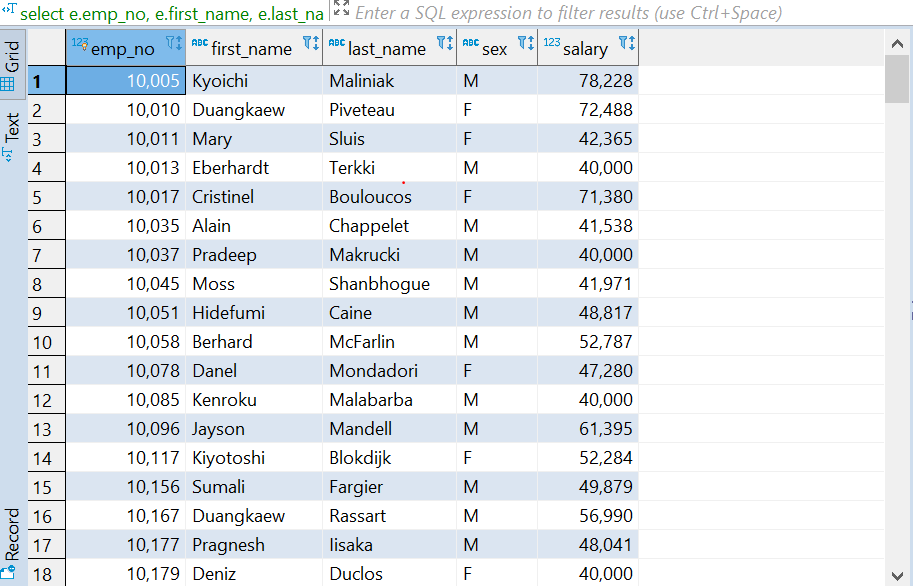 select e.emp_no, e.first_name, e.last_na Enter a SQL expression to filter results (use Ctrl+Space)
Grid
Text
Record
123 emp_no ABC first_name ABC last_name ABC sex 123 salary
1 10,005 Kyoichi Maliniak M 78,228
2 10,010 Duangkaew Piveteau F 72,488
3 10,011 Mary Sluis F 42,365
4 10,013 Eberhardt Terkki M 40,000
5 10,017 Cristinel Bouloucos F 71,380
6 10,035 Alain Chappelet M 41,538
7 10,037 Pradeep Makrucki M 40,000
8 10,045 Moss Shanbhogue M 41,971
9 10,051 Hidefumi Caine M 48,817
10 10,058 Berhard McFarlin M 52,787
11 10,078 Danel Mondadori F 47,280
12 10,085 Kenroku Malabarba M 40,000
13 10,096 Jayson Mandell M 61,395
14 10,117 Kiyotoshi Blokdijk F 52,284
15 10,156 Sumali Fargier M 49,879
16 10,167 Duangkaew Rassart M 56,990
17 10,177 Pragnesh Iisaka M 48,041
18 10,179 Deniz Duclos F 40,000